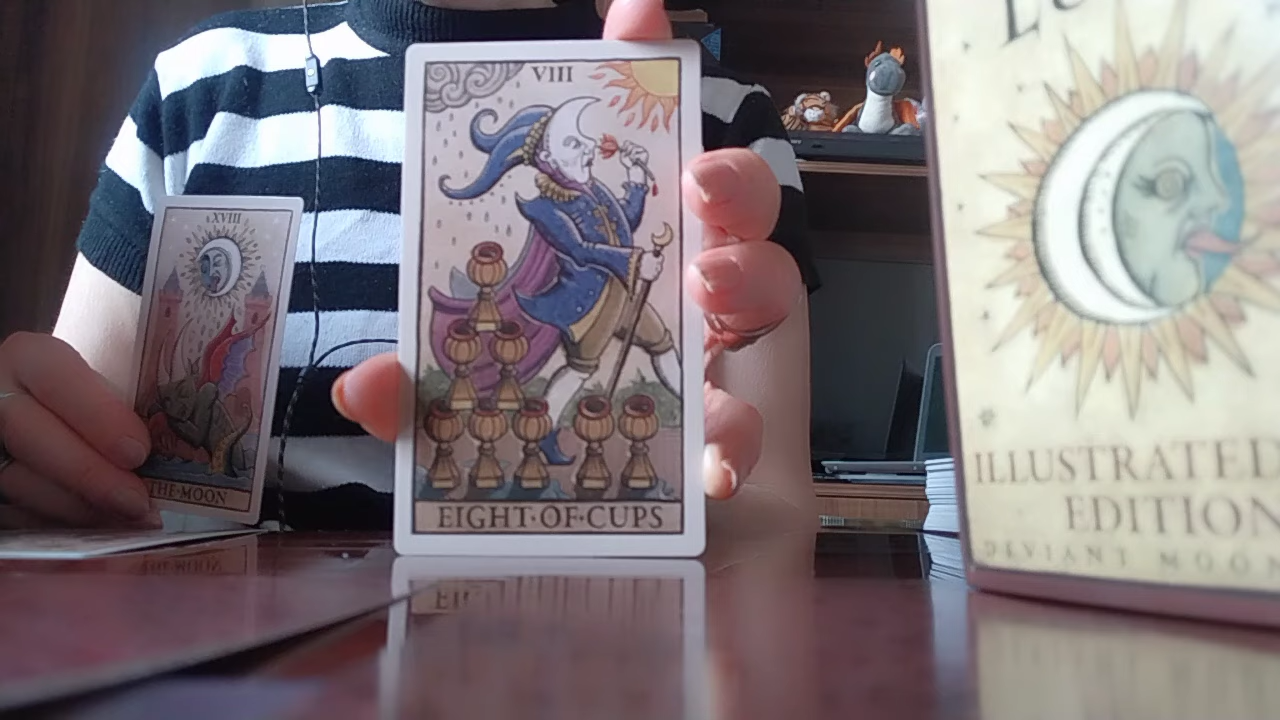 VIII
EIGHT·OF·CUPS
XVIII
THE·MOON
ILLUSTRATED
EDITION
DEVIANT MOON